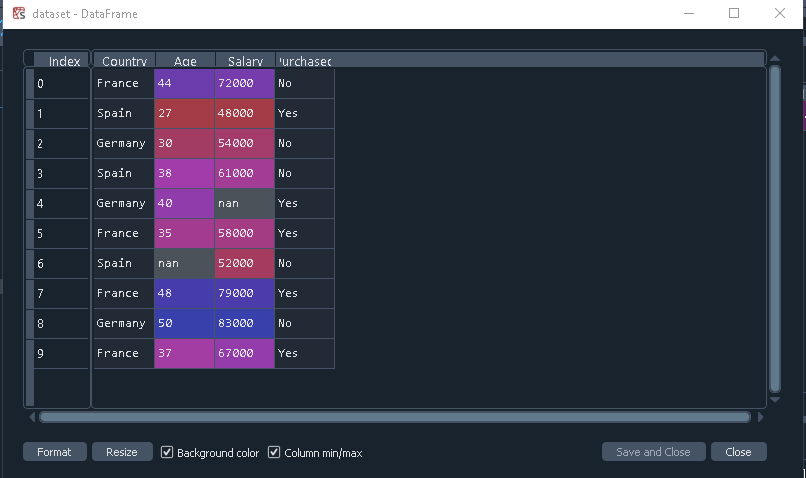 dataset - DataFrame
Index Country Age Salary Purchased
0 France 44 72000 No
1 Spain 27 48000 Yes
2 Germany 30 54000 No
3 Spain 38 61000 No
4 Germany 40 nan Yes
5 France 35 58000 Yes
6 Spain nan 52000 No
7 France 48 79000 Yes
8 Germany 50 83000 No
9 France 37 67000 Yes
Format Resize Background color Column min/max Save and Close Close